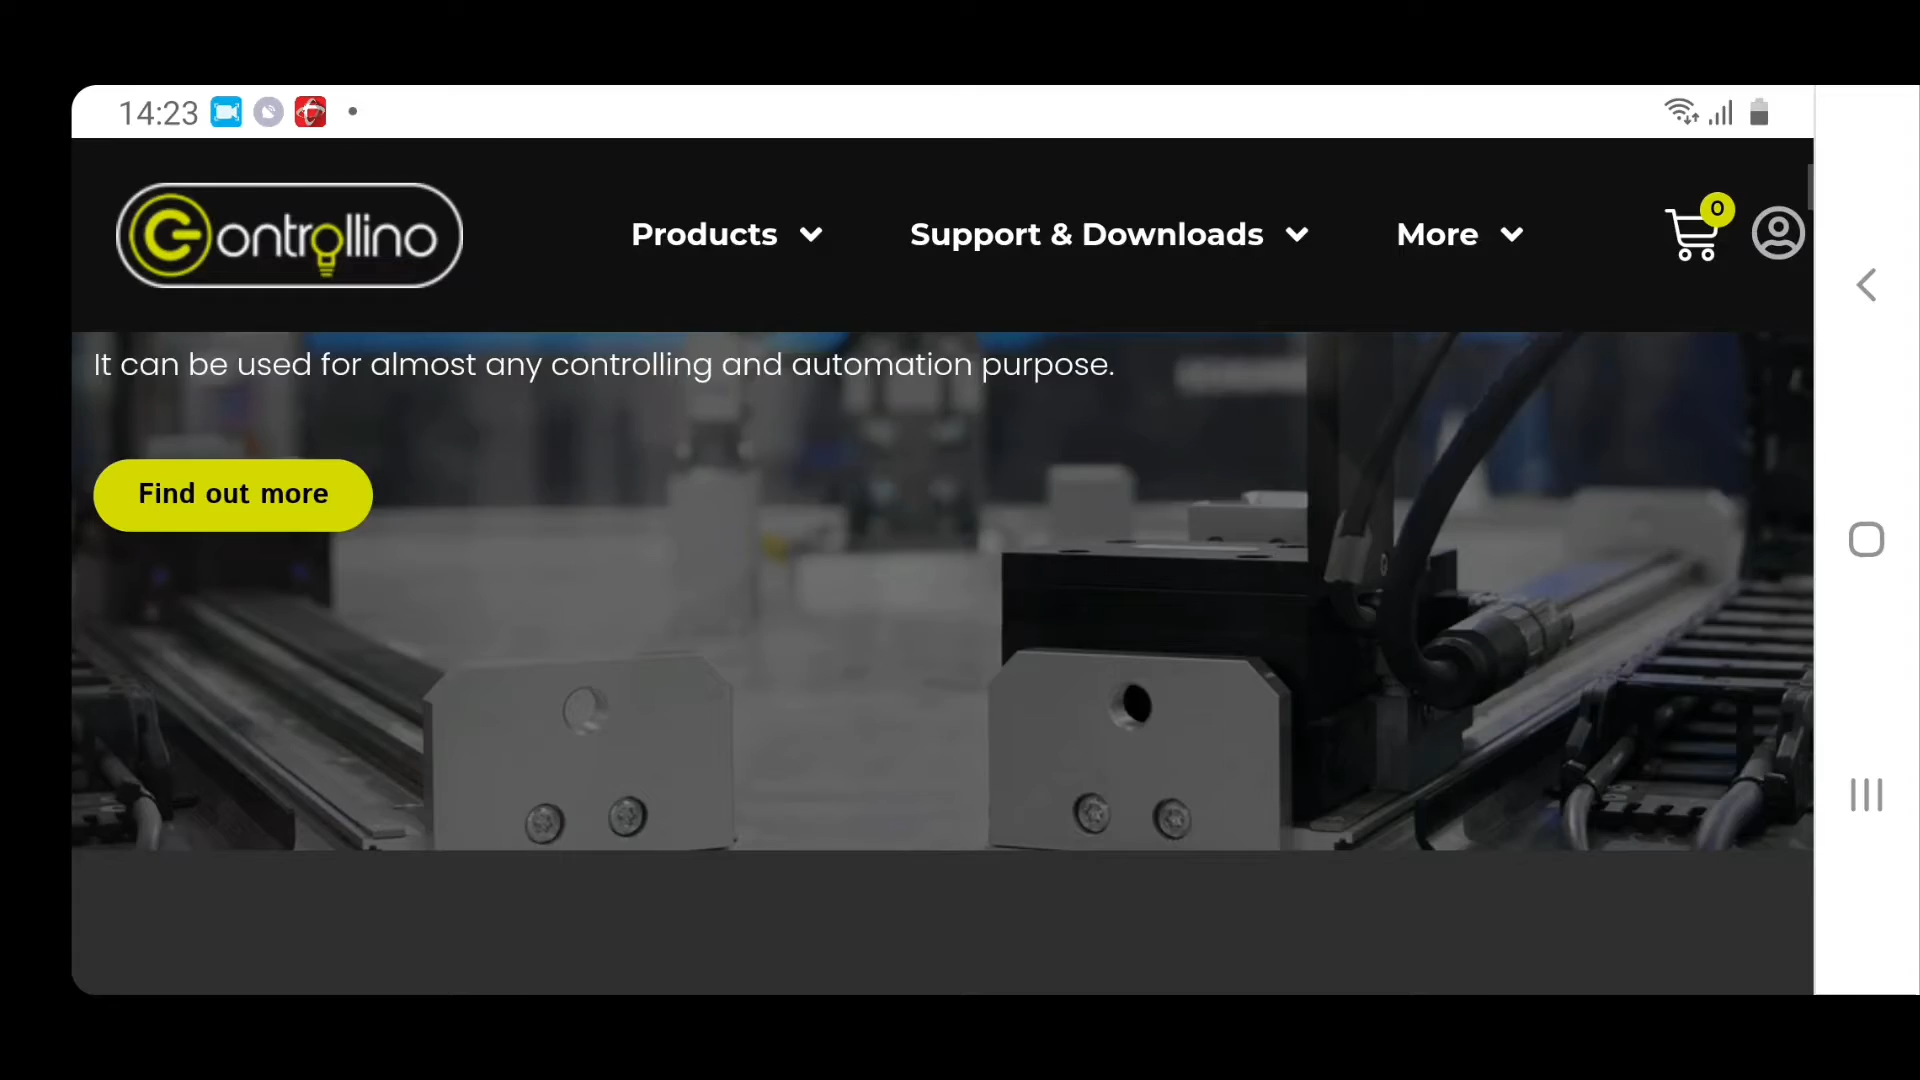 14:23
Controllino
Products
Support & Downloads
More
0
It can be used for almost any controlling and automation purpose.
Find out more